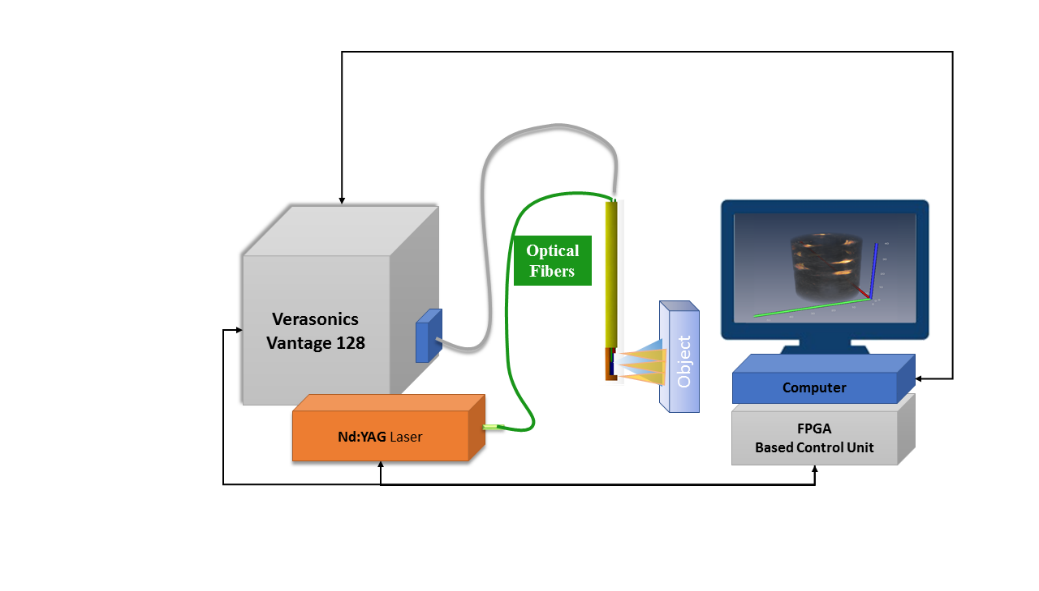 Optical
Fibers
Verasonics
Vantage 128
Object
Computer
Nd:YAG Laser
FPGA
Based Control Unit